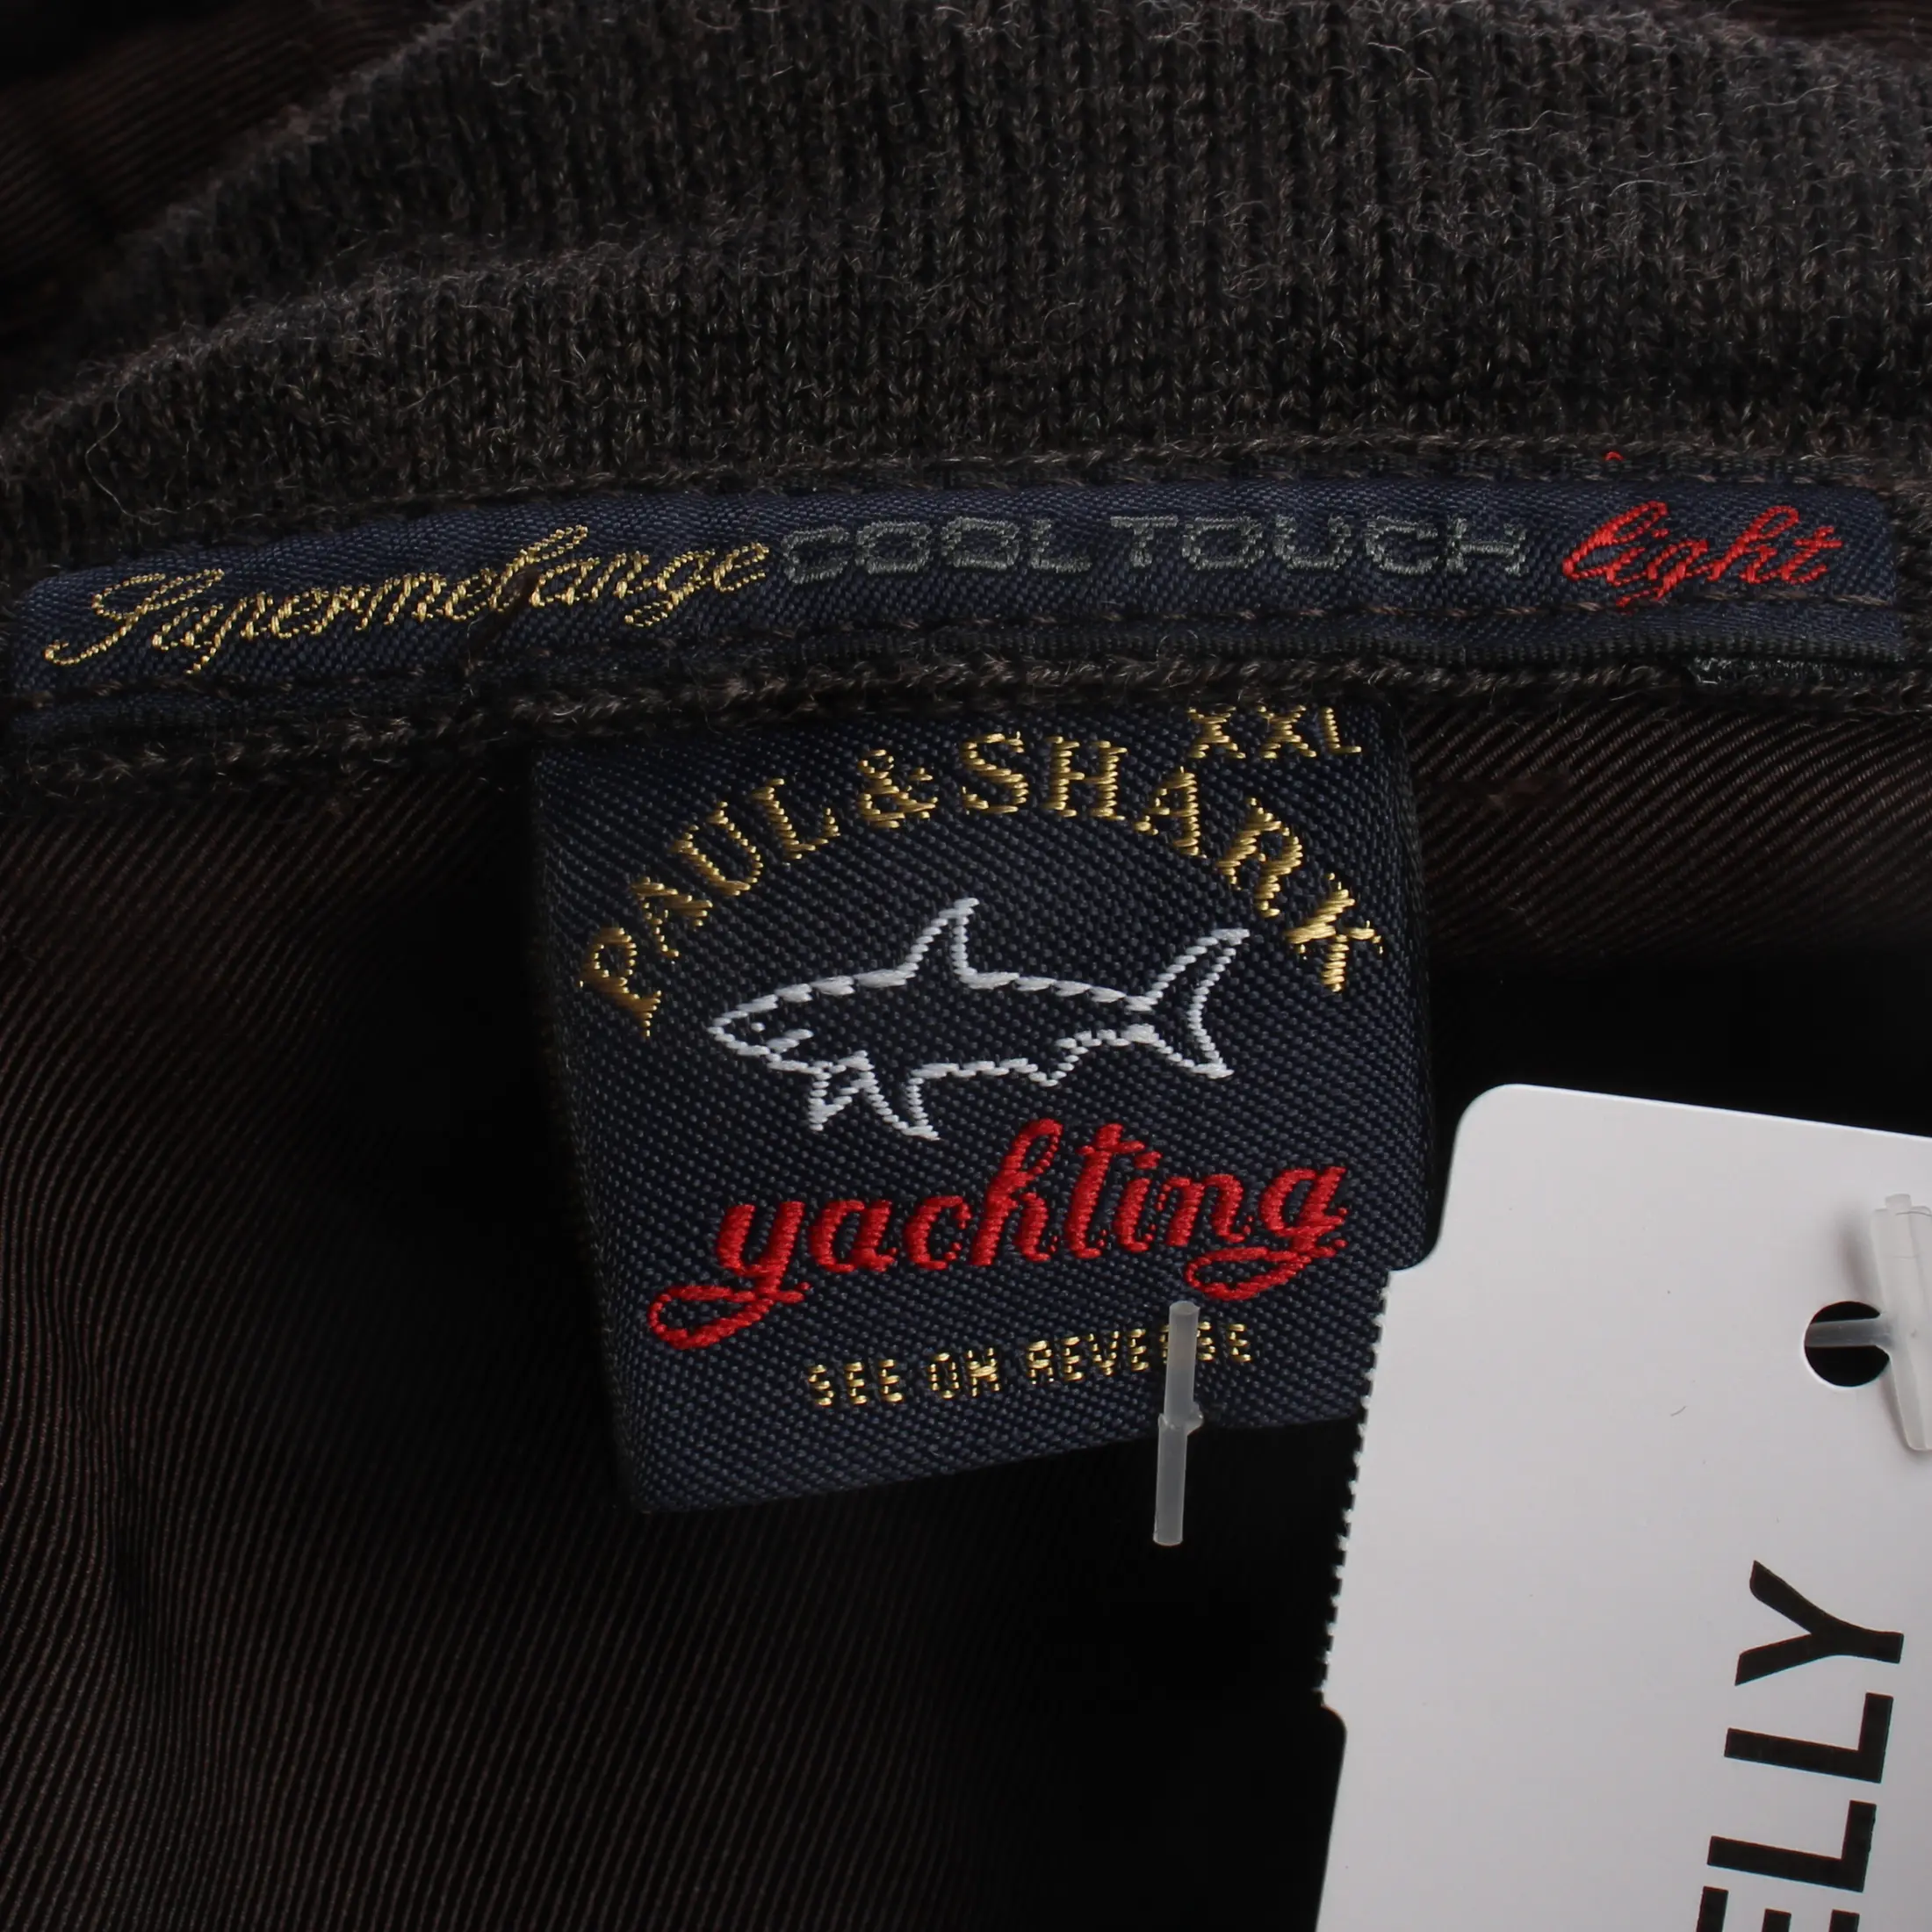 Supermelange COOL TOUCH light
XXL
PAUL & SHARK
yachting
SEE ON REVERSE
ELLY